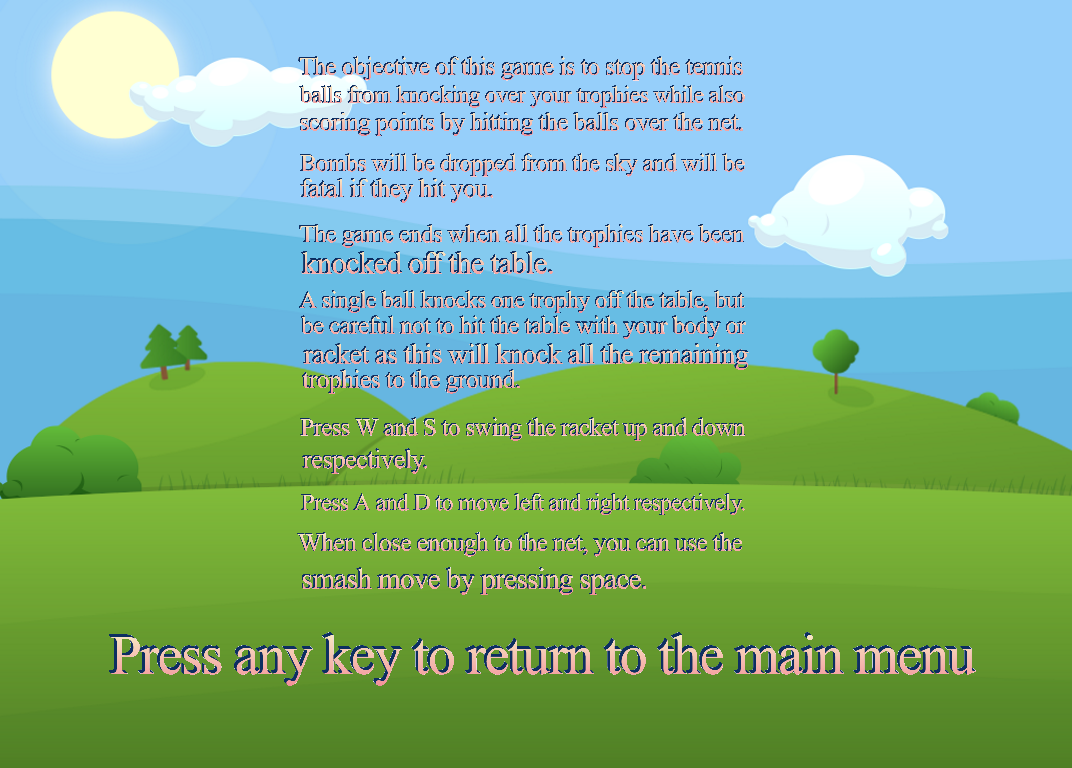 The objective of this game is to stop the tennis
balls from knocking over your trophies while also
scoring points by hitting the balls over the net.
Bombs will be dropped from the sky and will be
fatal if they hit you.
The game ends when all the trophies have been
knocked off the table.
A single ball knocks one trophy off the table, but
be careful not to hit the table with your body or
racket as this will knock all the remaining
trophies to the ground.
Press W and S to swing the racket up and down
respectively.
Press A and D to move left and right respectively.
When close enough to the net, you can use the
smash move by pressing space.
Press any key to return to the main menu